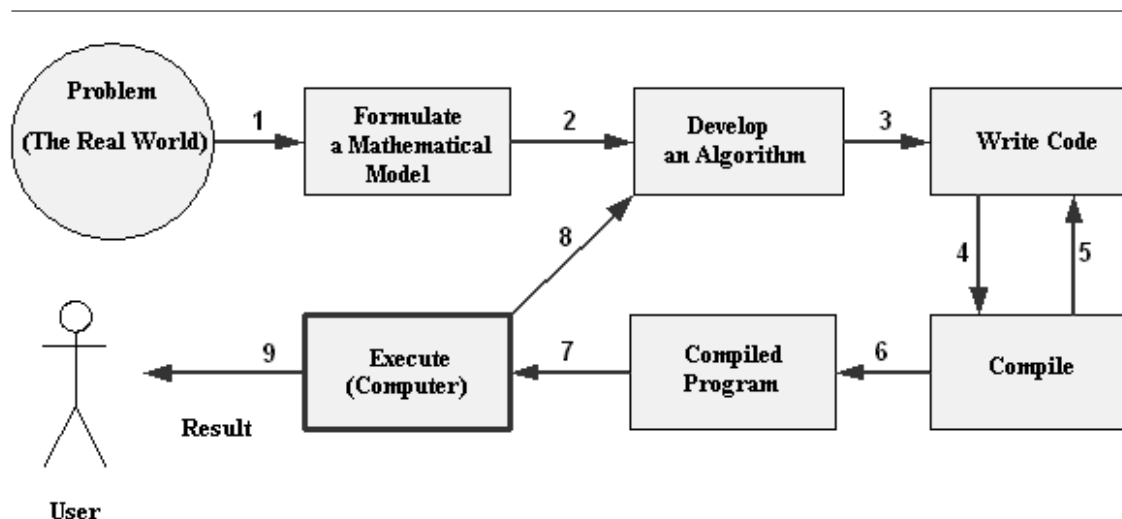 Problem
(The Real World)
1
Formulate
a Mathematical
Model
2
Develop
an Algorithm
3
Write Code
4
5
8
Compile
6
Compiled
Program
7
Execute
(Computer)
9
Result
User